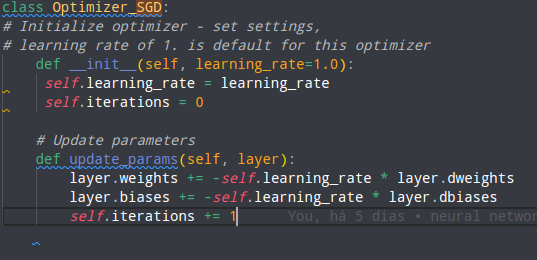 class Optimizer_SGD:
# Initialize optimizer - set settings,
# learning rate of 1. is default for this optimizer
def __init__(self, learning_rate=1.0):
self.learning_rate = learning_rate
self.iterations = 0
# Update parameters
def update_params(self, layer):
layer.weights += -self.learning_rate * layer.dweights
layer.biases += -self.learning_rate * layer.dbiases
self.iterations += 1 You, há 5 dias • neural networ